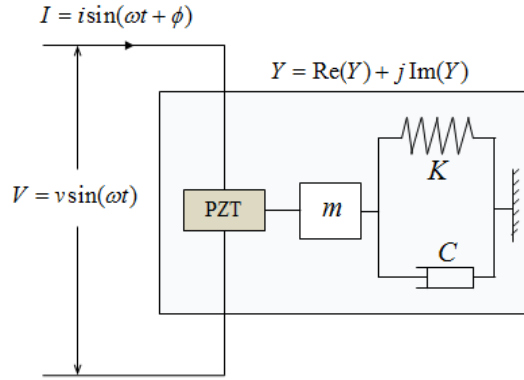 I = i sin(ωt + ϕ)
Y = Re(Y) + j Im(Y)
K
V = v sin(ωt)
PZT
m
C